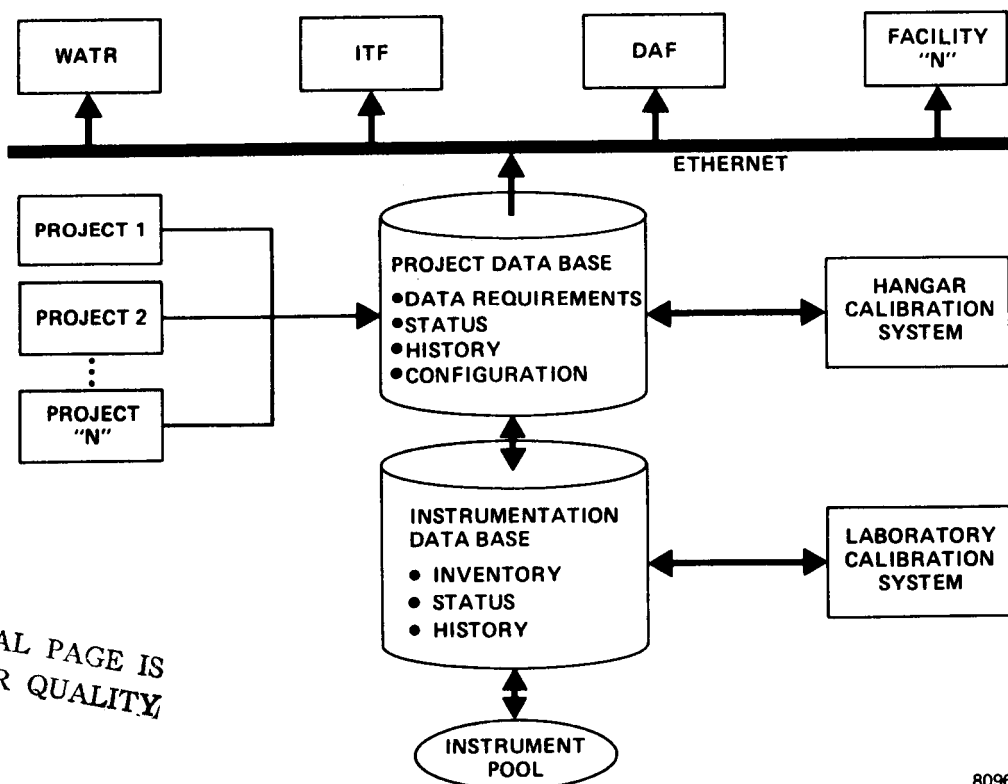 WATR
ITF
DAF
FACILITY
"N"
ETHERNET
PROJECT 1
PROJECT 2
PROJECT
"N"
PROJECT DATA BASE
●DATA REQUIREMENTS
●STATUS
●HISTORY
●CONFIGURATION
HANGAR
CALIBRATION
SYSTEM
INSTRUMENTATION
DATA BASE
● INVENTORY
● STATUS
● HISTORY
LABORATORY
CALIBRATION
SYSTEM
INSTRUMENT
POOL
PAGE IS
QUALITY